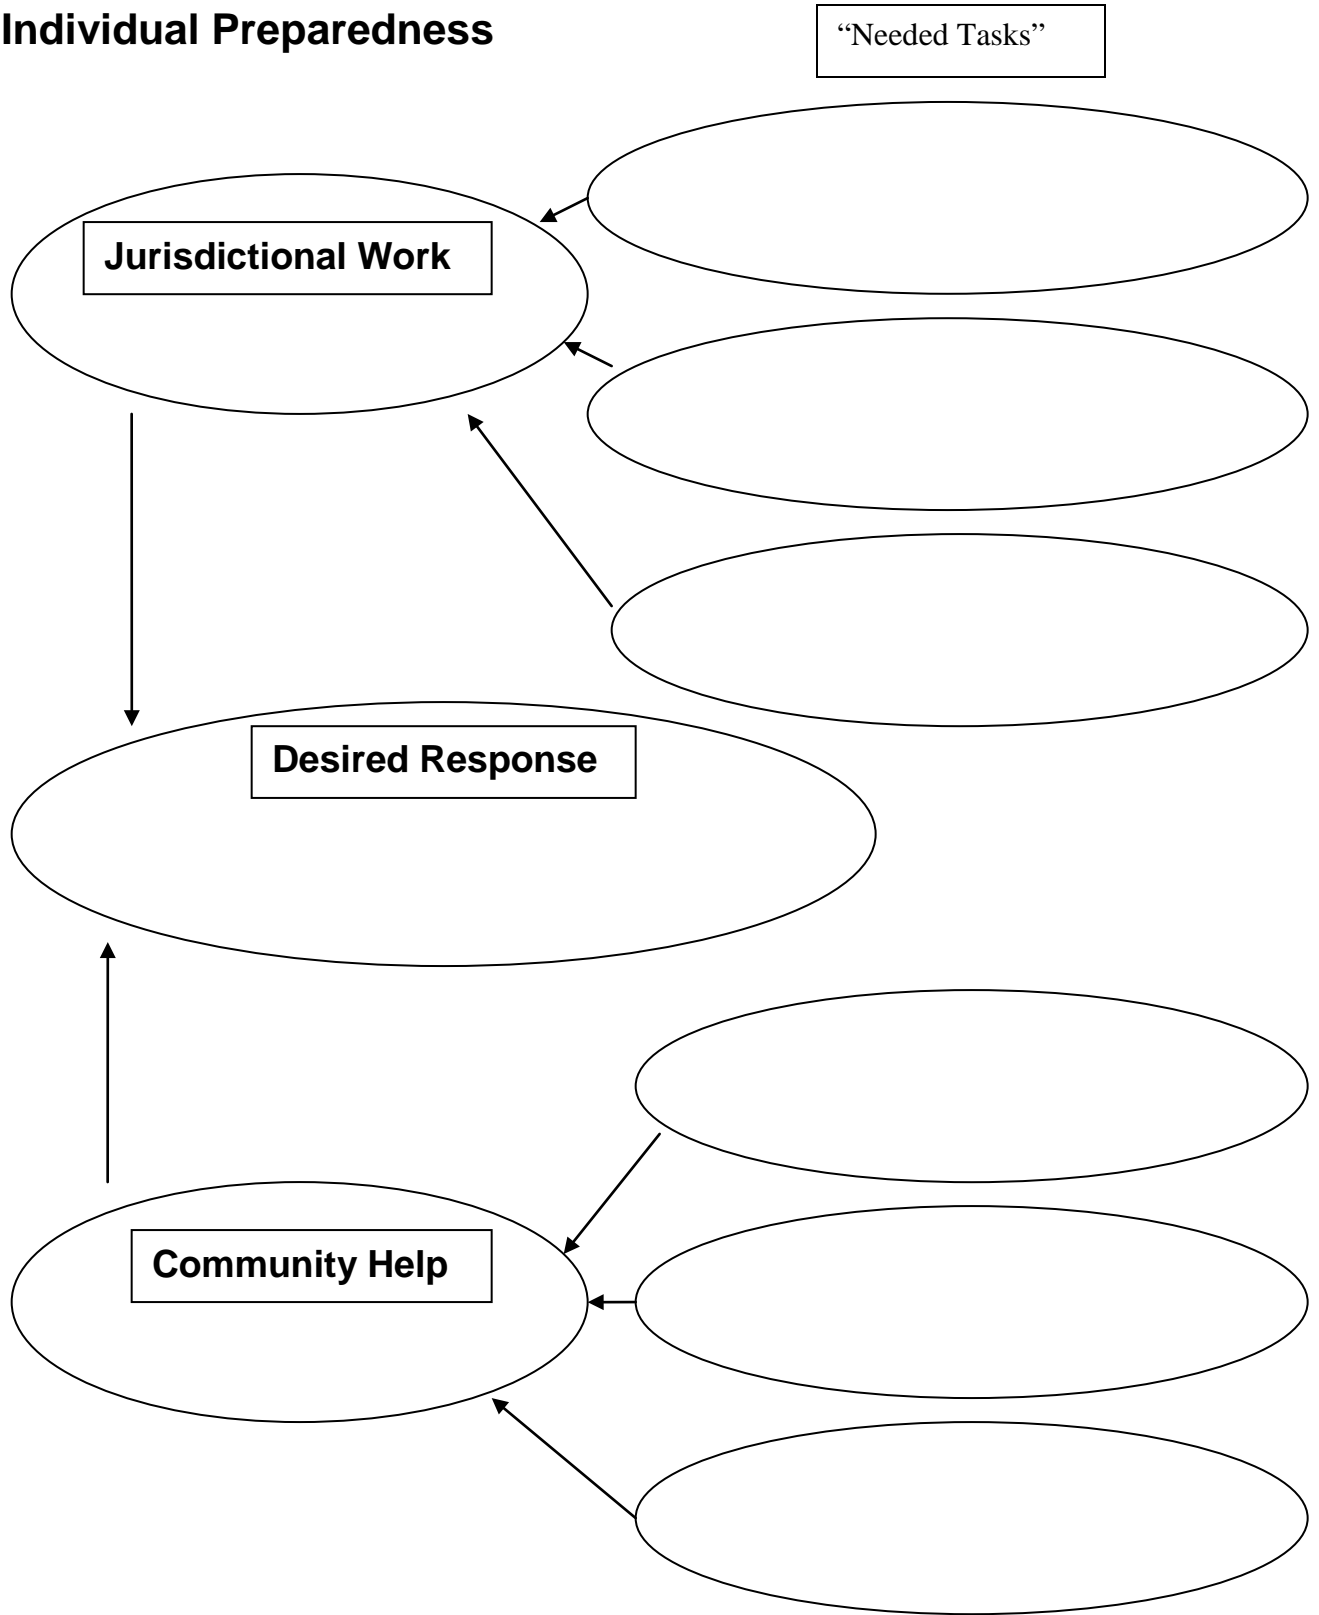 Individual Preparedness
“Needed Tasks”
Jurisdictional Work
Desired Response
Community Help